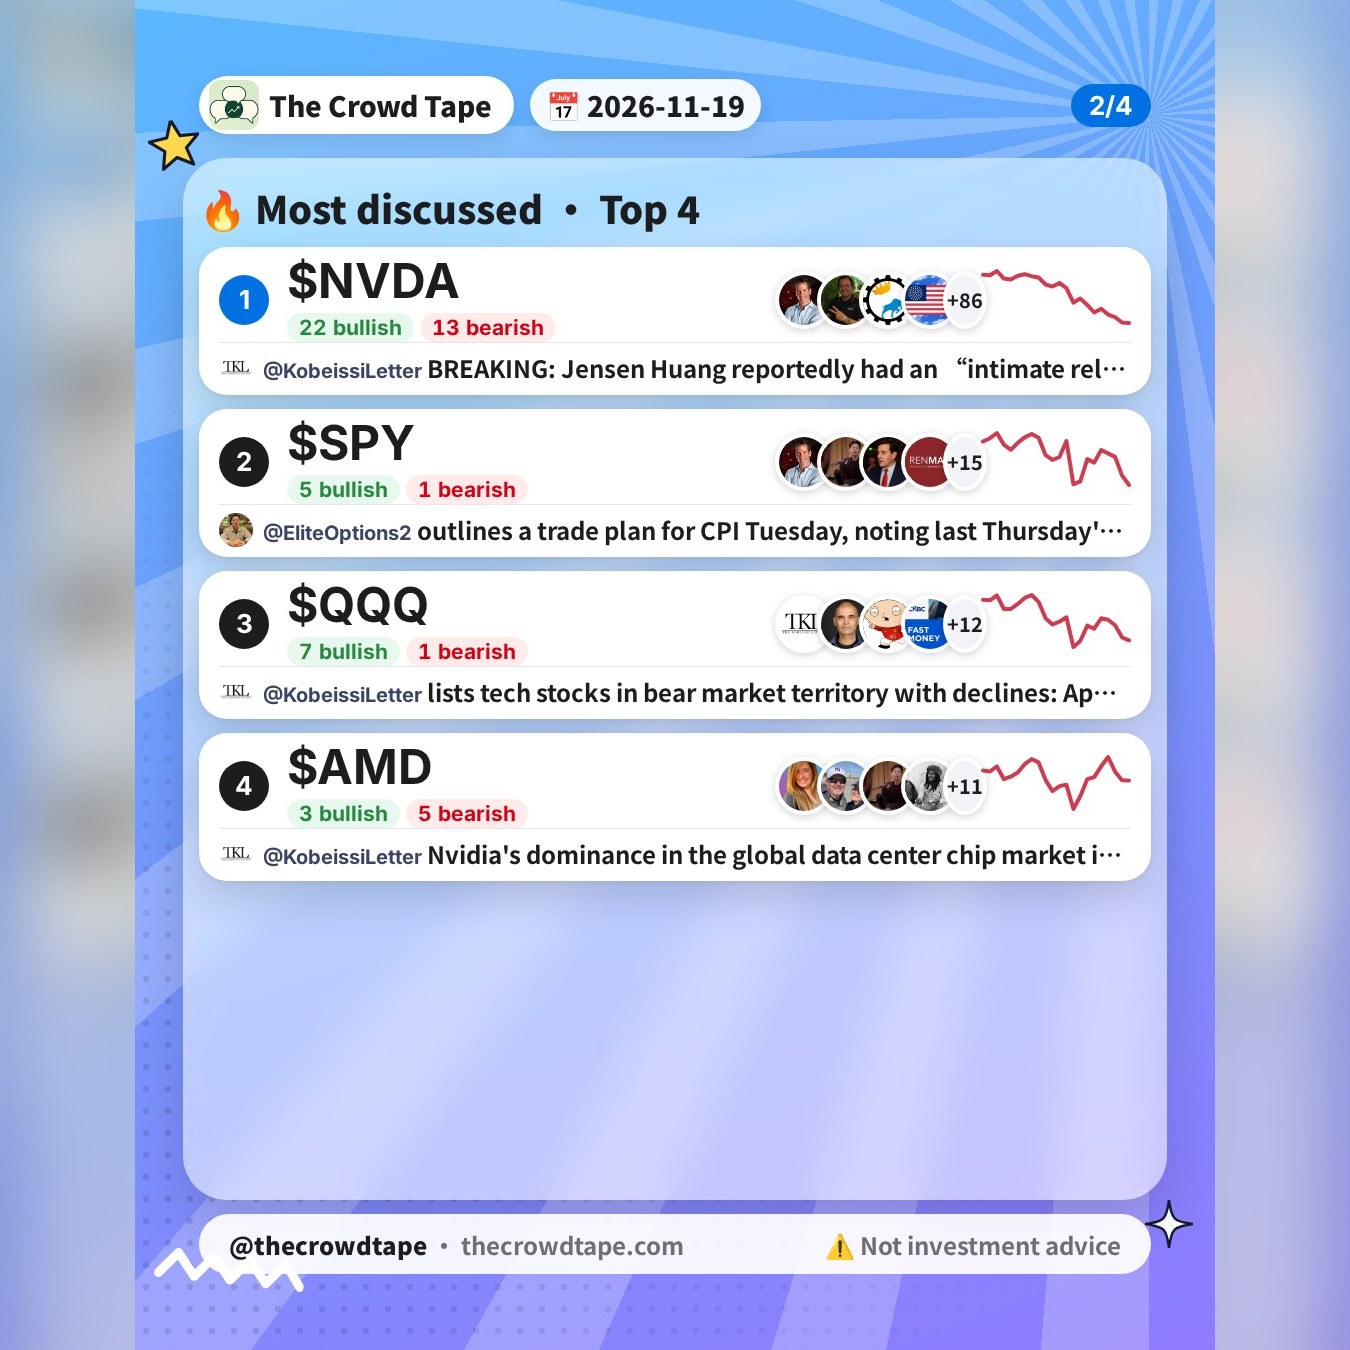 The Crowd Tape
July
17
2026-11-19
2/4
Most discussed • Top 4
1
$NVDA
22 bullish
13 bearish
+86
TKL
@KobeissiLetter BREAKING: Jensen Huang reportedly had an “intimate rel…
2
$SPY
5 bullish
1 bearish
RENMA
+15
@EliteOptions2 outlines a trade plan for CPI Tuesday, noting last Thursday'…
3
$QQQ
7 bullish
1 bearish
TKL
CNBC
FAST
MONEY
+12
TKL
@KobeissiLetter lists tech stocks in bear market territory with declines: Ap…
4
$AMD
3 bullish
5 bearish
+11
TKL
@KobeissiLetter Nvidia's dominance in the global data center chip market i…
@thecrowdtape • thecrowdtape.com
Not investment advice